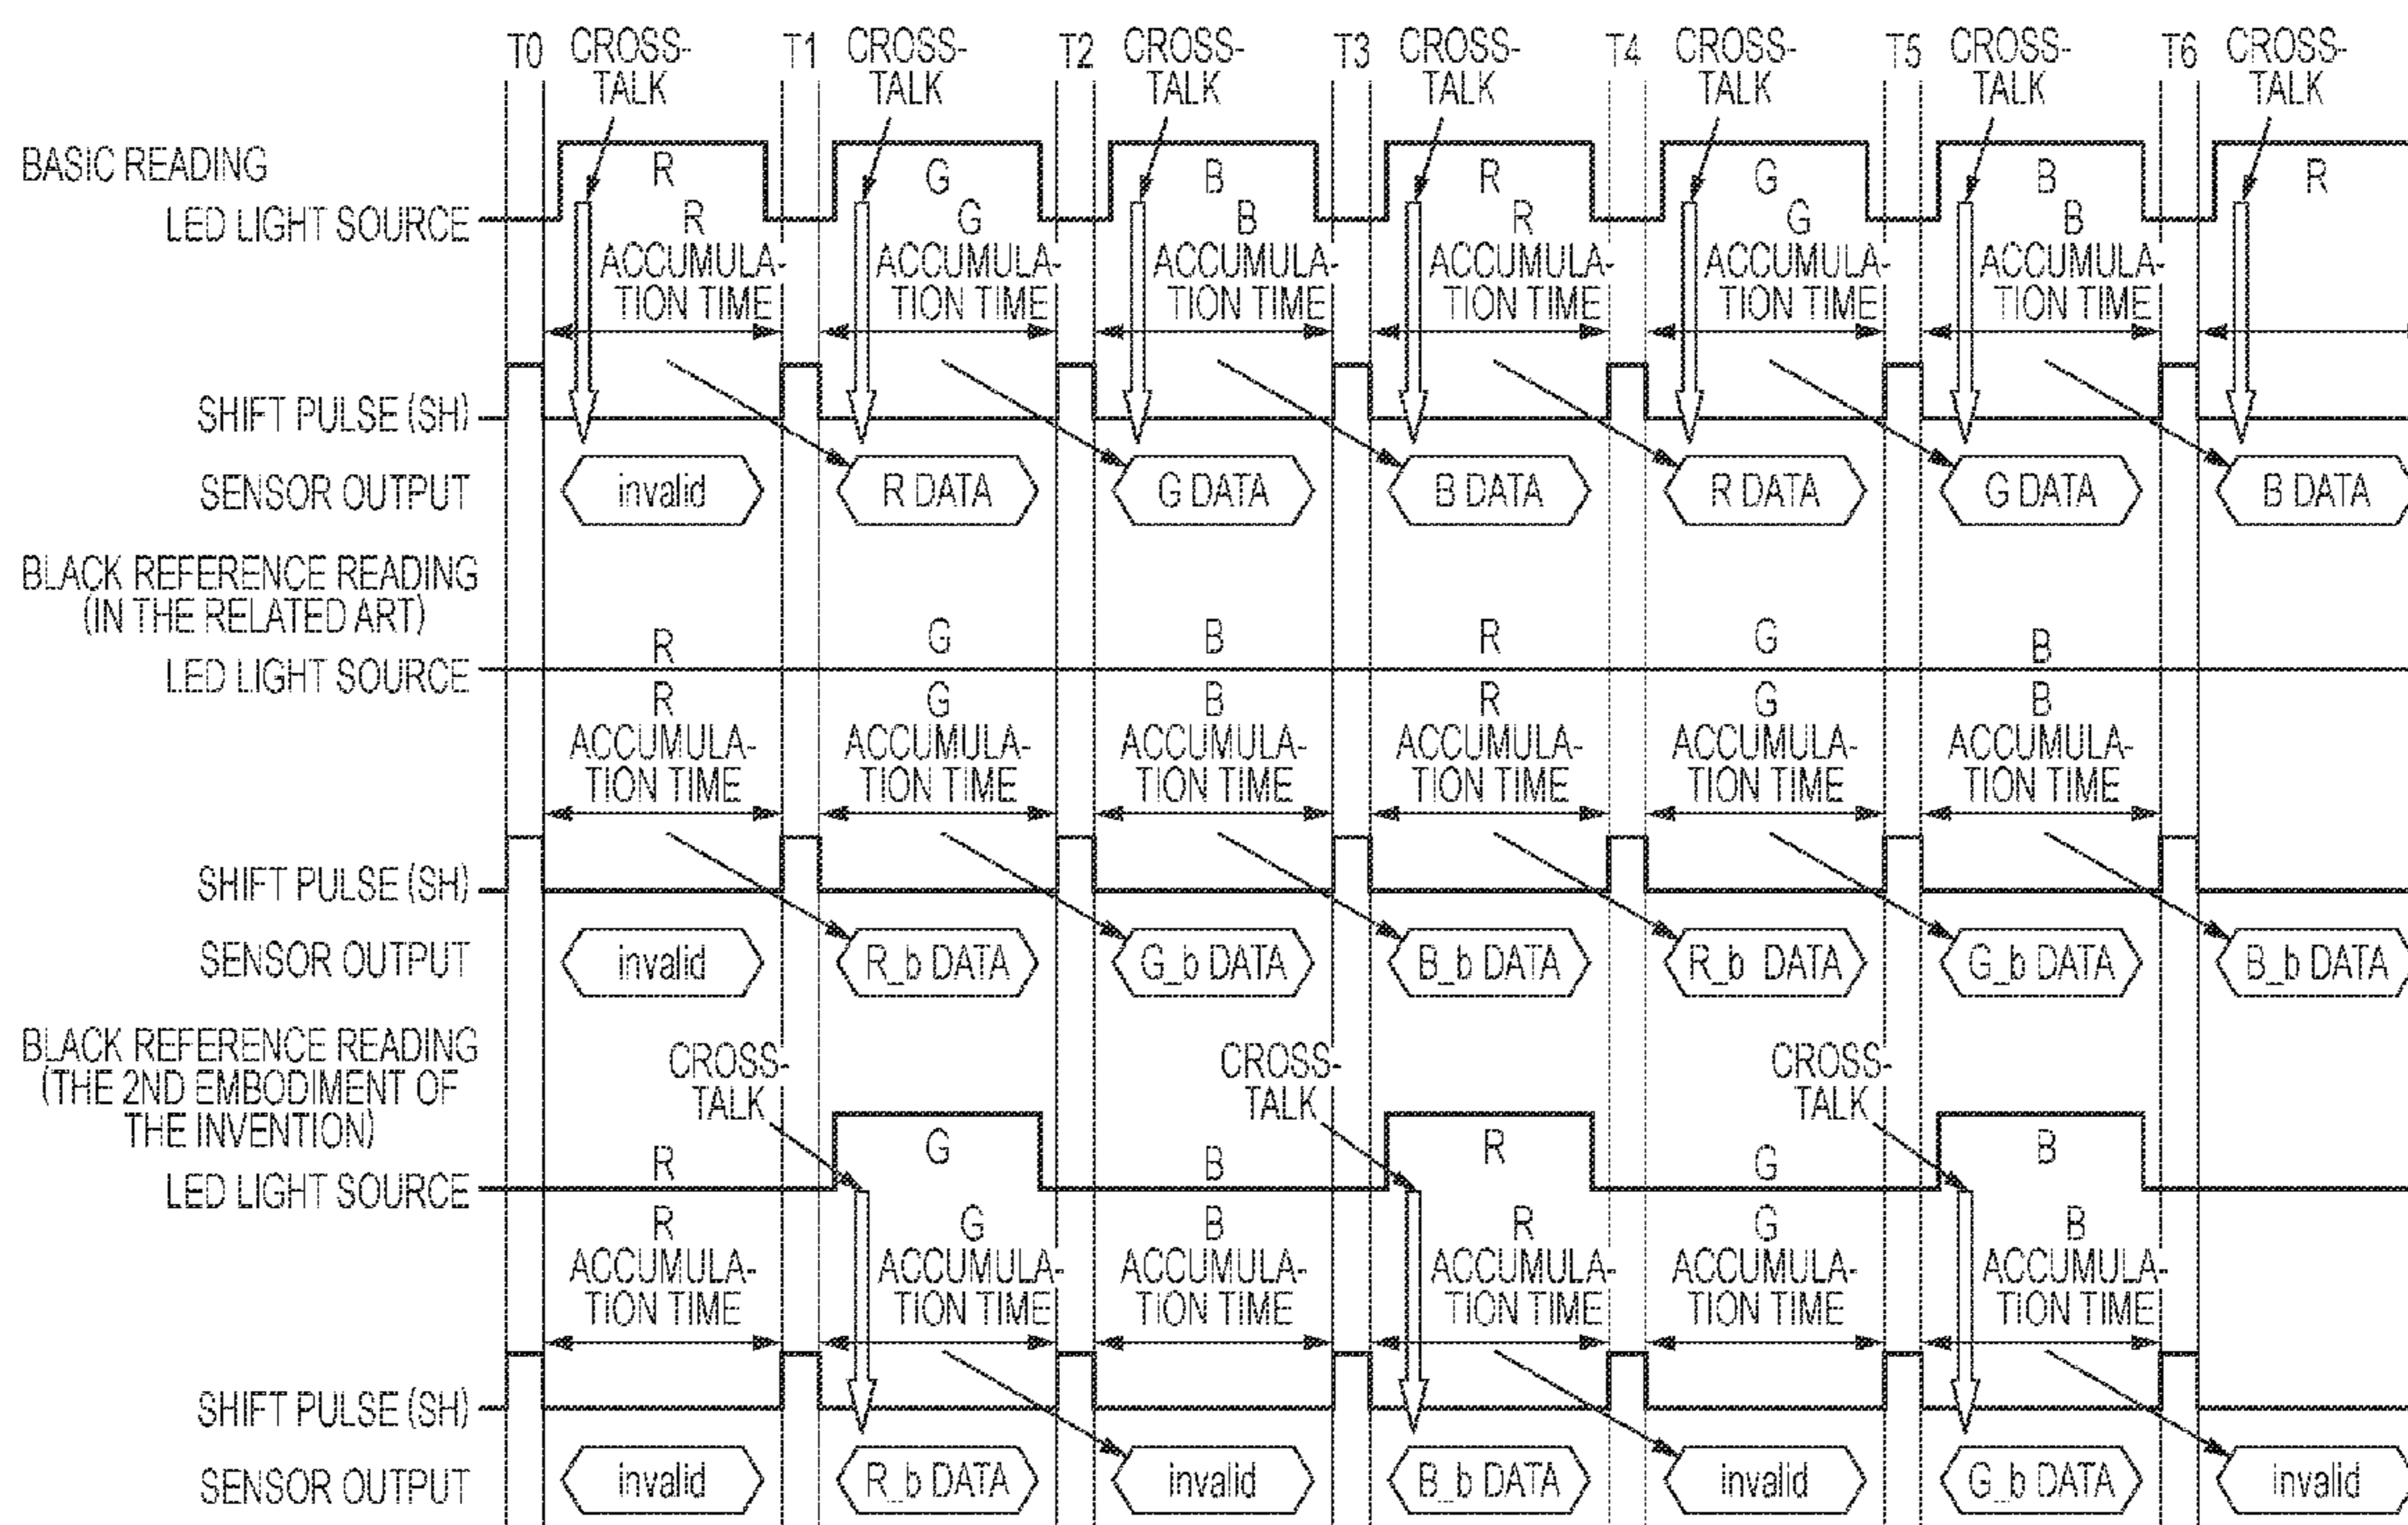 T0 CROSS- T1 CROSS- T2 CROSS- T3 CROSS- T4 CROSS- T5 CROSS- T6 CROSS-
TALK TALK TALK TALK TALK TALK TALK
BASIC READING R G B R G B R
LED LIGHT SOURCE R G B R G B
ACCUMULA- ACCUMULA- ACCUMULA- ACCUMULA- ACCUMULA- ACCUMULA-
TION TIME TION TIME TION TIME TION TIME TION TIME TION TIME
SHIFT PULSE (SH)
SENSOR OUTPUT invalid R DATA G DATA B DATA R DATA G DATA B DATA
BLACK REFERENCE READING
(IN THE RELATED ART)
R G B R G B
LED LIGHT SOURCE
R G B R G B
ACCUMULA- ACCUMULA- ACCUMULA- ACCUMULA- ACCUMULA- ACCUMULA-
TION TIME TION TIME TION TIME TION TIME TION TIME TION TIME
SHIFT PULSE (SH)
SENSOR OUTPUT invalid R_b DATA G_b DATA B_b DATA R_b DATA G_b DATA B_b DATA
BLACK REFERENCE READING CROSS- CROSS- CROSS-
(THE 2ND EMBODIMENT OF TALK TALK TALK
THE INVENTION)
R G B R G B
LED LIGHT SOURCE
R G B R G B
ACCUMULA- ACCUMULA- ACCUMULA- ACCUMULA- ACCUMULA- ACCUMULA-
TION TIME TION TIME TION TIME TION TIME TION TIME TION TIME
SHIFT PULSE (SH)
SENSOR OUTPUT invalid R_b DATA invalid B_b DATA invalid G_b DATA invalid